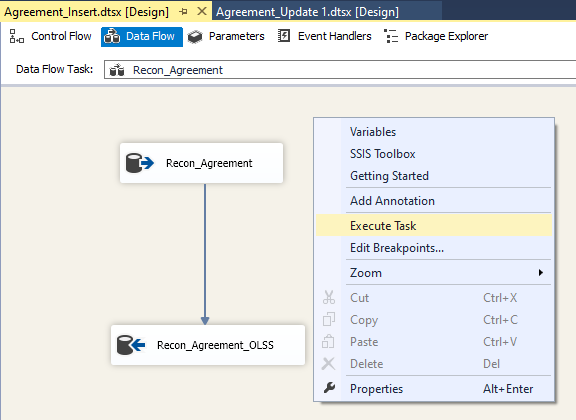 Agreement_Insert.dtsx [Design] Agreement_Update 1.dtsx [Design]
Control Flow Data Flow Parameters Event Handlers Package Explorer
Data Flow Task: Recon_Agreement
Recon_Agreement
Recon_Agreement_OLSS
Variables
SSIS Toolbox
Getting Started
Add Annotation
Execute Task
Edit Breakpoints...
Zoom
Cut Ctrl+X
Copy Ctrl+C
Paste Ctrl+V
Delete Del
Properties Alt+Enter